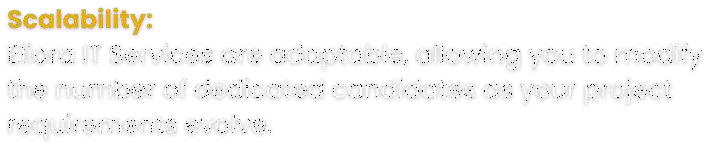 Scalability:
Ellora IT Services are adaptable, allowing you to modify
the number of dedicated candidates as your project
requirements evolve.